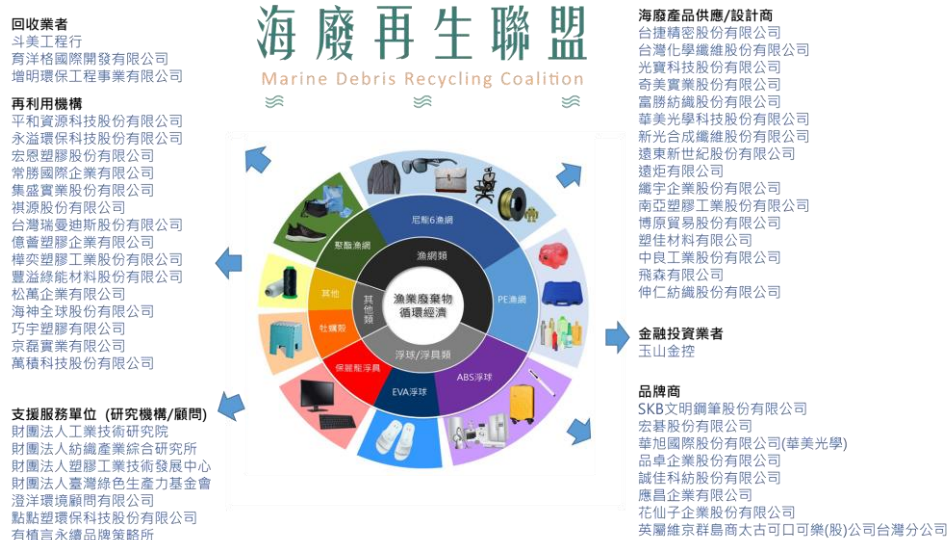 海廢再生聯盟
Marine Debris Recycling Coalition
回收業者
斗美工程行
育洋格國際開發有限公司
增明環保工程事業有限公司
再利用機構
平和資源科技股份有限公司
永溢環保科技股份有限公司
宏恩塑膠股份有限公司
常勝國際企業有限公司
集盛實業股份有限公司
祺源股份有限公司
台灣瑞曼迪斯股份有限公司
億薔塑膠企業有限公司
樺奕塑膠工業股份有限公司
豐溢綠能材料股份有限公司
松萬企業有限公司
海神全球股份有限公司
巧宇塑膠有限公司
京磊實業有限公司
萬積科技股份有限公司
支援服務單位 (研究機構/顧問)
財團法人工業技術研究院
財團法人紡織產業綜合研究所
財團法人塑膠工業技術發展中心
財團法人臺灣綠色生產力基金會
澄洋環境顧問有限公司
點點塑環保科技股份有限公司
有植言永續品牌策略所
漁業廢棄物
循環經濟
漁網類
浮球/浮具類
其他類
尼龍6漁網
PE漁網
ABS浮球
EVA浮球
保麗龍浮具
牡蠣殼
其他
聚酯漁網
海廢產品供應/設計商
台捷精密股份有限公司
台灣化學纖維股份有限公司
光寶科技股份有限公司
奇美實業股份有限公司
富勝紡織股份有限公司
華美光學科技股份有限公司
新光合成纖維股份有限公司
遠東新世紀股份有限公司
遠炬有限公司
纖宇企業股份有限公司
南亞塑膠工業股份有限公司
博原貿易股份有限公司
塑佳材料有限公司
中良工業股份有限公司
飛森有限公司
伸仁紡織股份有限公司
金融投資業者
玉山金控
品牌商
SKB文明鋼筆股份有限公司
宏碁股份有限公司
華旭國際股份有限公司(華美光學)
品卓企業股份有限公司
誠佳科紡股份有限公司
應昌企業有限公司
花仙子企業股份有限公司
英屬維京群島商太古可口可樂(股)公司台灣分公司